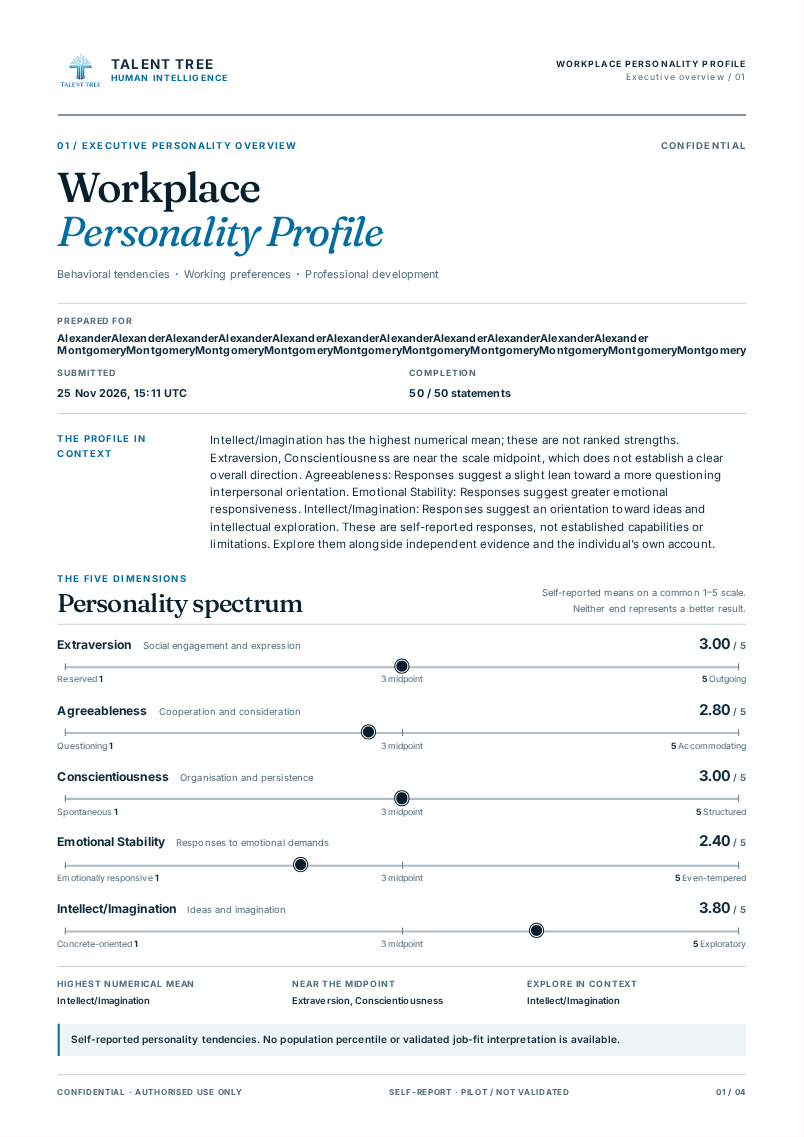 TALENT TREE
TALENT TREE
HUMAN INTELLIGENCE
WORKPLACE PERSONALITY PROFILE
Executive overview / 01
01 / EXECUTIVE PERSONALITY OVERVIEW
CONFIDENTIAL
Workplace
Personality Profile
Behavioral tendencies · Working preferences · Professional development
PREPARED FOR
AlexanderAlexanderAlexanderAlexanderAlexanderAlexanderAlexanderAlexanderAlexanderAlexanderAlexander
MontgomeryMontgomeryMontgomeryMontgomeryMontgomeryMontgomeryMontgomeryMontgomeryMontgomeryMontgomery
SUBMITTED
COMPLETION
25 Nov 2026, 15:11 UTC
50 / 50 statements
THE PROFILE IN
CONTEXT
Intellect/Imagination has the highest numerical mean; these are not ranked strengths.
Extraversion, Conscientiousness are near the scale midpoint, which does not establish a clear
overall direction. Agreeableness: Responses suggest a slight lean toward a more questioning
interpersonal orientation. Emotional Stability: Responses suggest greater emotional
responsiveness. Intellect/Imagination: Responses suggest an orientation toward ideas and
intellectual exploration. These are self-reported responses, not established capabilities or
limitations. Explore them alongside independent evidence and the individual's own account.
THE FIVE DIMENSIONS
Personality spectrum
Self-reported means on a common 1–5 scale.
Neither end represents a better result.
Extraversion Social engagement and expression 3.00 / 5
Reserved 1 3 midpoint 5 Outgoing
Agreeableness Cooperation and consideration 2.80 / 5
Questioning 1 3 midpoint 5 Accommodating
Conscientiousness Organisation and persistence 3.00 / 5
Spontaneous 1 3 midpoint 5 Structured
Emotional Stability Responses to emotional demands 2.40 / 5
Emotionally responsive 1 3 midpoint 5 Even-tempered
Intellect/Imagination Ideas and imagination 3.80 / 5
Concrete-oriented 1 3 midpoint 5 Exploratory
HIGHEST NUMERICAL MEAN
NEAR THE MIDPOINT
EXPLORE IN CONTEXT
Intellect/Imagination
Extraversion, Conscientiousness
Intellect/Imagination
Self-reported personality tendencies. No population percentile or validated job-fit interpretation is available.
CONFIDENTIAL · AUTHORISED USE ONLY
SELF-REPORT · PILOT / NOT VALIDATED
01 / 04